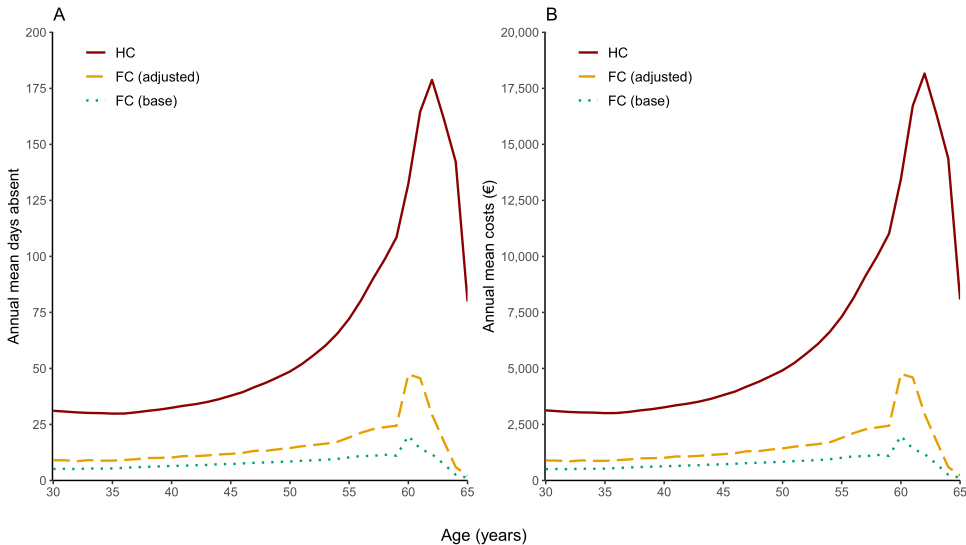 A
Annual mean days absent
200
175
150
125
100
75
50
25
0
HC
FC (adjusted)
FC (base)
30 35 40 45 50 55 60 65
B
Annual mean costs (€)
20,000
17,500
15,000
12,500
10,000
7,500
5,000
2,500
0
HC
FC (adjusted)
FC (base)
30 35 40 45 50 55 60 65
Age (years)